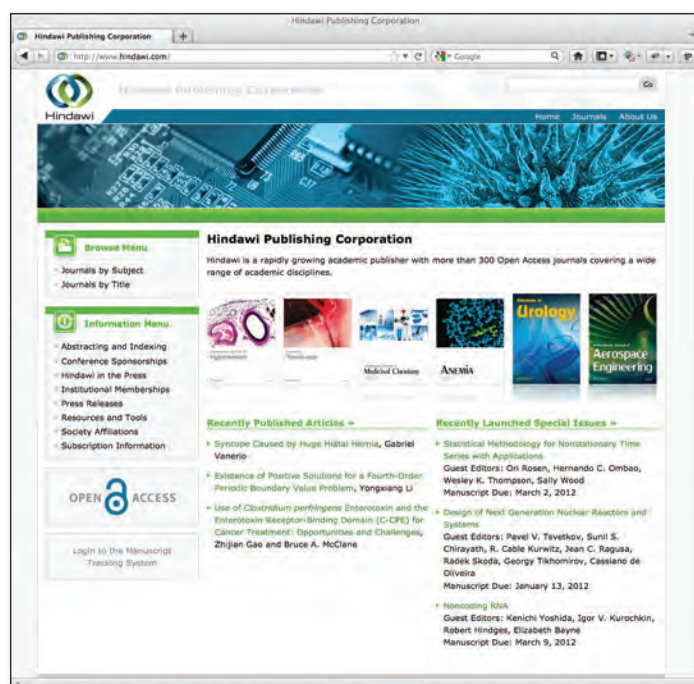 Hindawi Publishing Corporation
Hindawi Publishing Corporation
http://www.hindawi.com/
Google
Hindawi
Hindawi Publishing Corporation
Go
Home Journals About Us
Browse Menu
Journals by Subject
Journals by Title
Information Menu
Abstracting and Indexing
Conference Sponsorships
Hindawi in the Press
Institutional Memberships
Press Releases
Resources and Tools
Society Affiliations
Subscription Information
OPEN ACCESS
Login to the Manuscript
Tracking System
Hindawi Publishing Corporation
Hindawi is a rapidly growing academic publisher with more than 300 Open Access journals covering a wide
range of academic disciplines.
Medicinal Chemistry
ANEMIA
Urology
Aerospace
Engineering
Recently Published Articles »
Syncope Caused by Huge Hiatal Hernia, Gabriel
Vanerio
Existence of Positive Solutions for a Fourth-Order
Periodic Boundary Value Problem, Yongxiang Li
Use of Clostridium perfringens Enterotoxin and the
Enterotoxin Receptor-Binding Domain (C-CPE) for
Cancer Treatment: Opportunities and Challenges,
Zhijian Gao and Bruce A. McClane
Recently Launched Special Issues »
Statistical Methodology for Nonstationary Time
Series with Applications
Guest Editors: Ori Rosen, Hernando C. Ombao,
Wesley K. Thompson, Sally Wood
Manuscript Due: March 2, 2012
Design of Next Generation Nuclear Reactors and
Systems
Guest Editors: Pavel V. Tsvetkov, Sunil S.
Chirayath, R. Cable Kurwitz, Jean C. Ragusa,
Radek Skoda, Georgy Tikhomirov, Cassiano de
Oliveira
Manuscript Due: January 13, 2012
Noncoding RNA
Guest Editors: Kenichi Yoshida, Igor V. Kurochkin,
Robert Hindges, Elizabeth Bayne
Manuscript Due: March 9, 2012